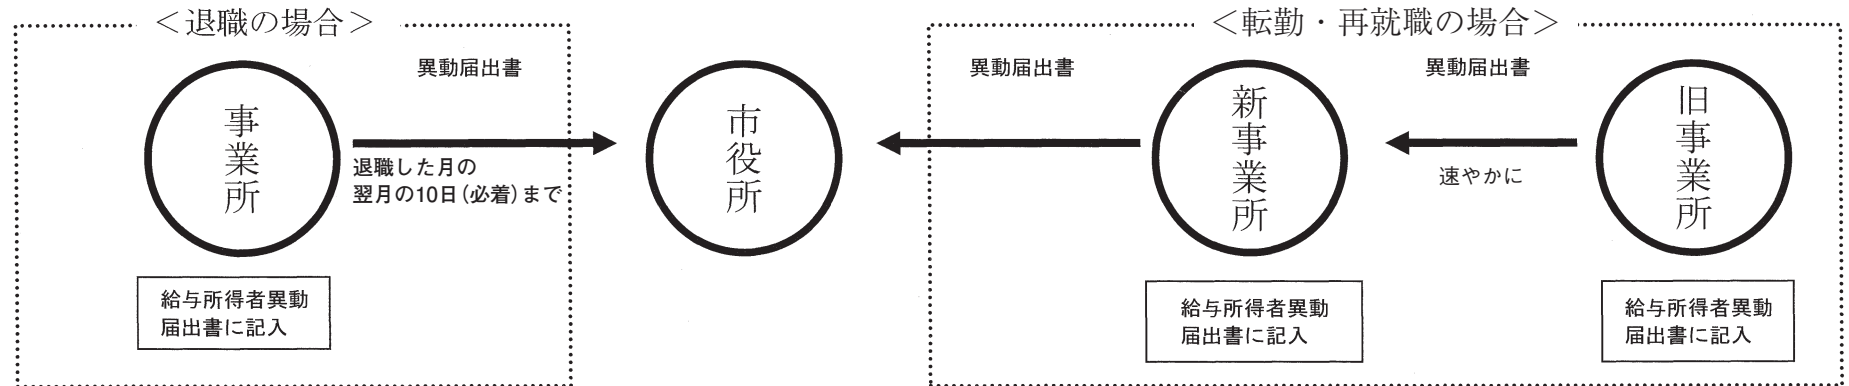 ＜退職の場合＞
異動届出書
事業所
退職した月の
翌月の10日（必着）まで
給与所得者異動
届出書に記入
市役所
＜転勤・再就職の場合＞
異動届出書
新事業所
給与所得者異動
届出書に記入
異動届出書
速やかに
旧事業所
給与所得者異動
届出書に記入